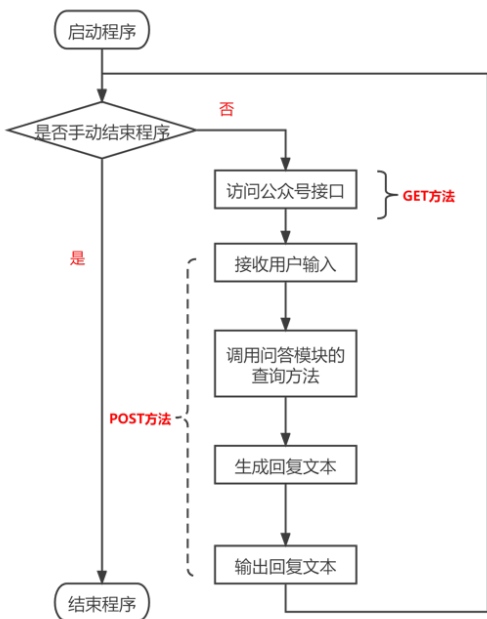 启动程序
否
是否手动结束程序
访问公众号接口
GET方法
接收用户输入
是
调用问答模块的
查询方法
POST方法
生成回复文本
输出回复文本
结束程序